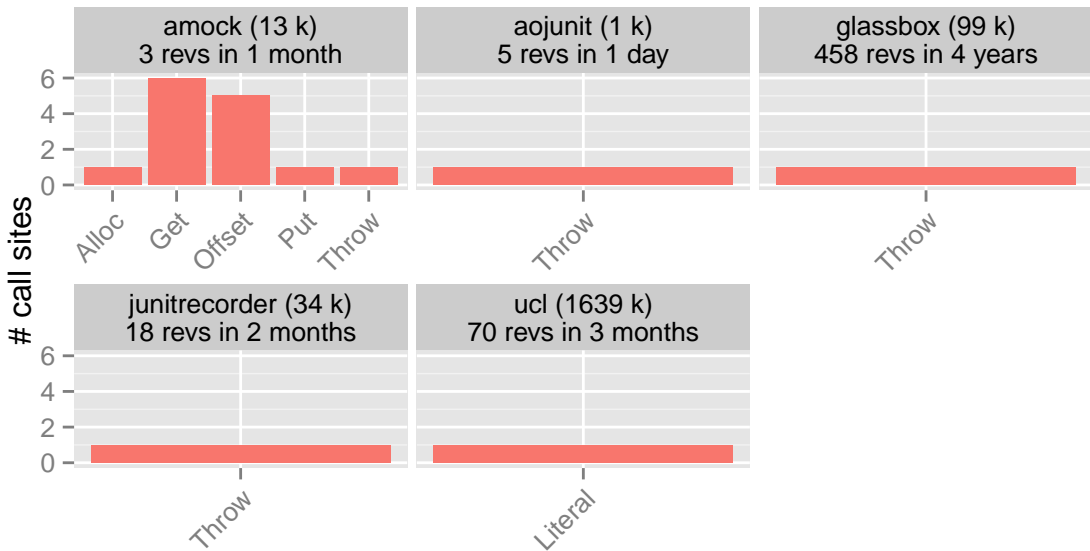 amock (13 k)
3 revs in 1 month
aojunit (1 k)
5 revs in 1 day
glassbox (99 k)
458 revs in 4 years
6
4
2
0
Alloc
Get
Offset
Put
Throw
Throw
Throw
# call sites
junitrecorder (34 k)
18 revs in 2 months
ucl (1639 k)
70 revs in 3 months
6
4
2
0
Throw
Literal